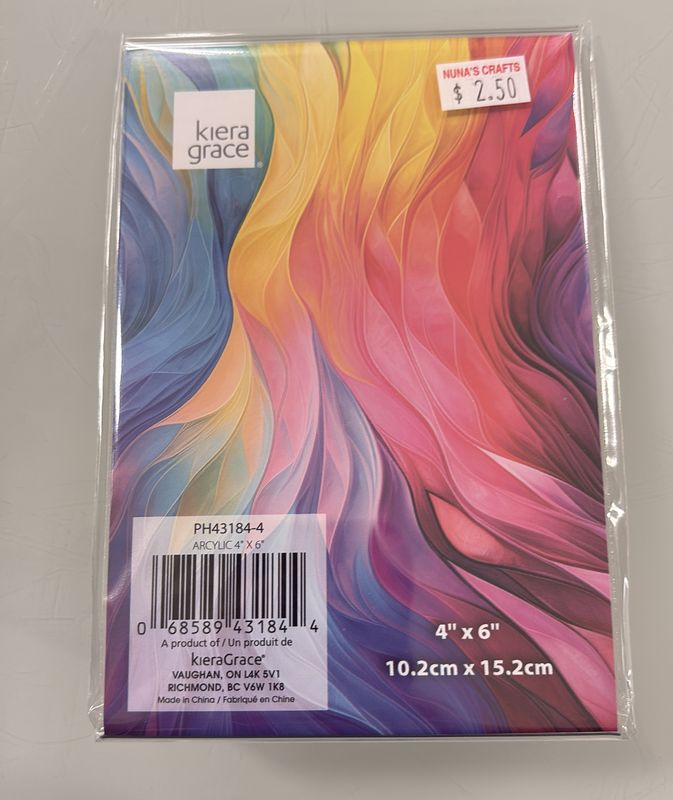 NUNA'S CRAFTS
$ 2.50
kiera
grace®
PH43184-4
ARCYLIC 4" X 6"
0 68589 43184 4
A product of / Un produit de
kieraGrace®
VAUGHAN, ON L4K 5V1
RICHMOND, BC V6W 1K8
Made in China / Fabriqué en Chine
4" x 6"
10.2cm x 15.2cm